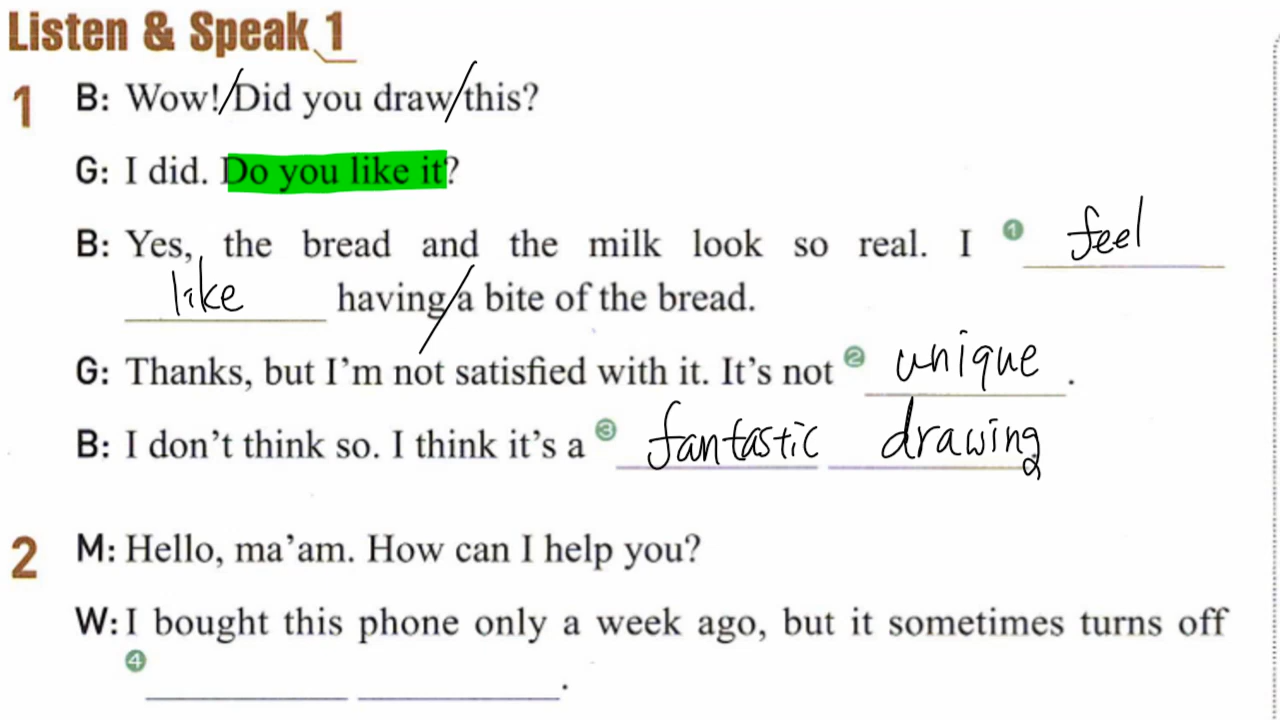 Listen & Speak 1
1 B: Wow!/Did you draw/this?
G: I did. Do you like it?
B: Yes, the bread and the milk look so real. I ❶ feel
like having/a bite of the bread.
G: Thanks, but I'm not satisfied with it. It's not ❷ unique.
B: I don't think so. I think it's a ❸ fantastic drawing
2 M: Hello, ma'am. How can I help you?
W: I bought this phone only a week ago, but it sometimes turns off
❹ .